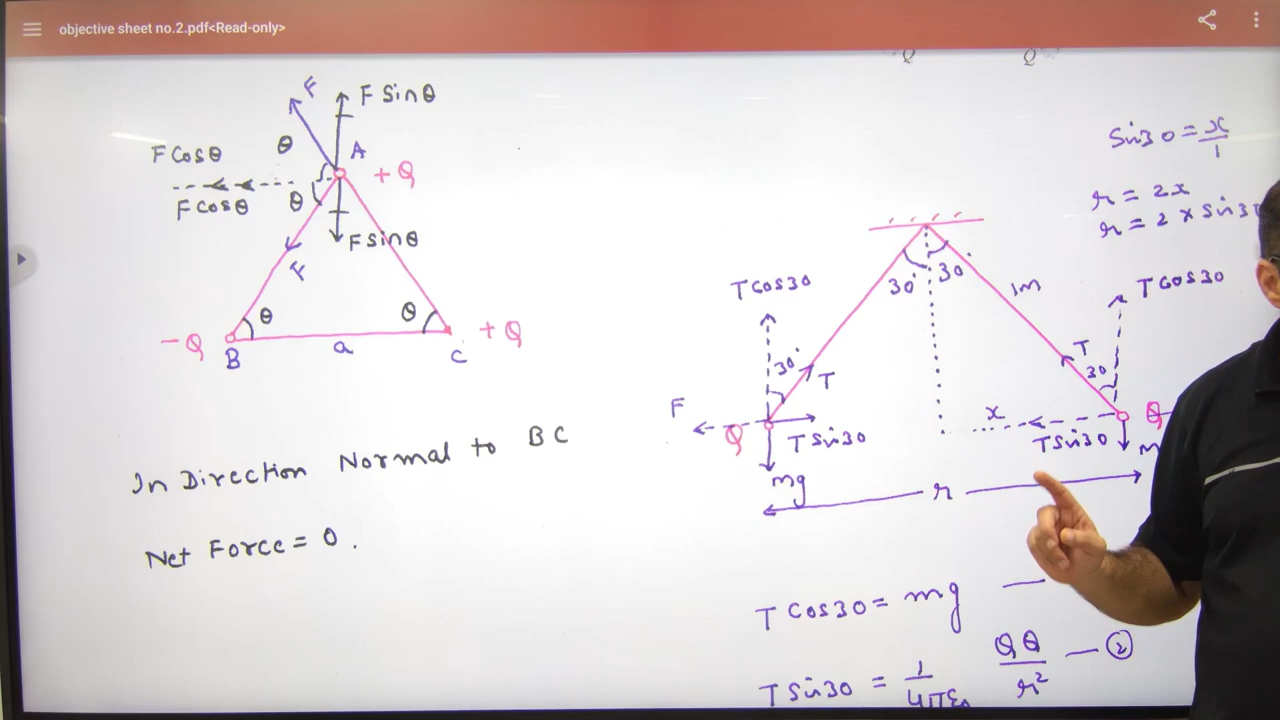 objective sheet no.2.pdf<Read-only>
Q Q
F
F Sinθ
F Cosθ
θ
A
+Q
F Cosθ
θ
F sinθ
F
θ
θ
-Q
B
a
C
+Q
In Direction Normal to BC
Net Force = 0.
Sin30 = x/1
r = 2x
r = 2 × Sin3
30° 30°
1m
T Cos30
T Cos30
30°
T
T
30
F
Q
T Sin30
mg
x
T Sin30
Q
r
T Cos30 = mg —
T Sin30 = 1/4πε₀ QQ/r² — ②